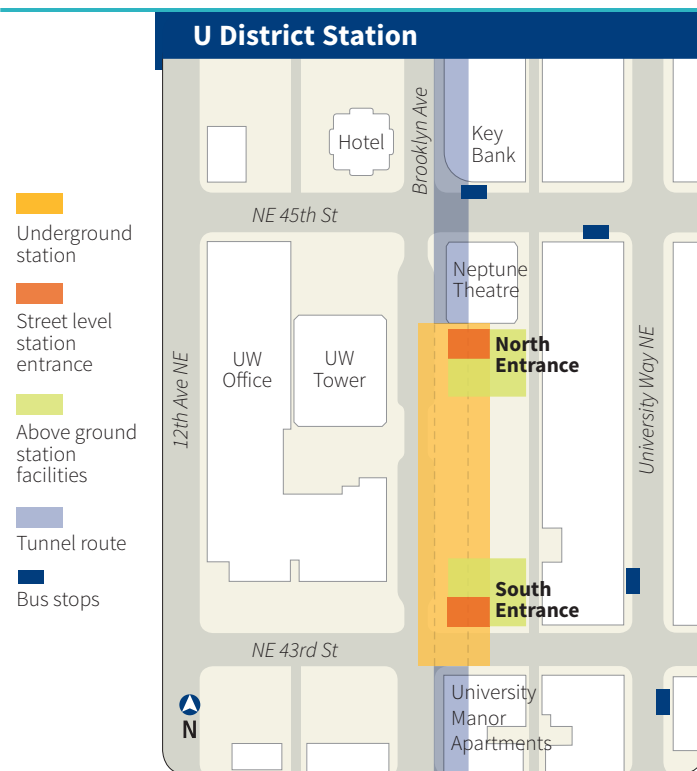 U District Station
Hotel
Brooklyn Ave
Key
Bank
NE 45th St
Underground
station
Street level
station
entrance
Above ground
station
facilities
Tunnel route
Bus stops
Neptune
Theatre
North
Entrance
UW
Office
UW
Tower
12th Ave NE
University Way NE
South
Entrance
NE 43rd St
University
Manor
Apartments
N